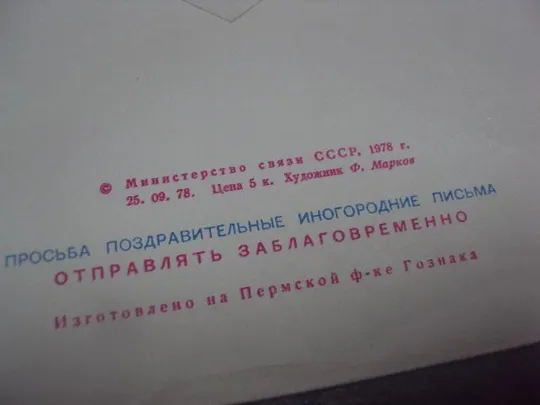 © Министерство связи СССР, 1978 г.
25. 09. 78. Цена 5 к. Художник Ф. Марков
ПРОСЬБА ПОЗДРАВИТЕЛЬНЫЕ ИНОГОРОДНИЕ ПИСЬМА
ОТПРАВЛЯТЬ ЗАБЛАГОВРЕМЕННО
Изготовлено на Пермской ф-ке Гознака